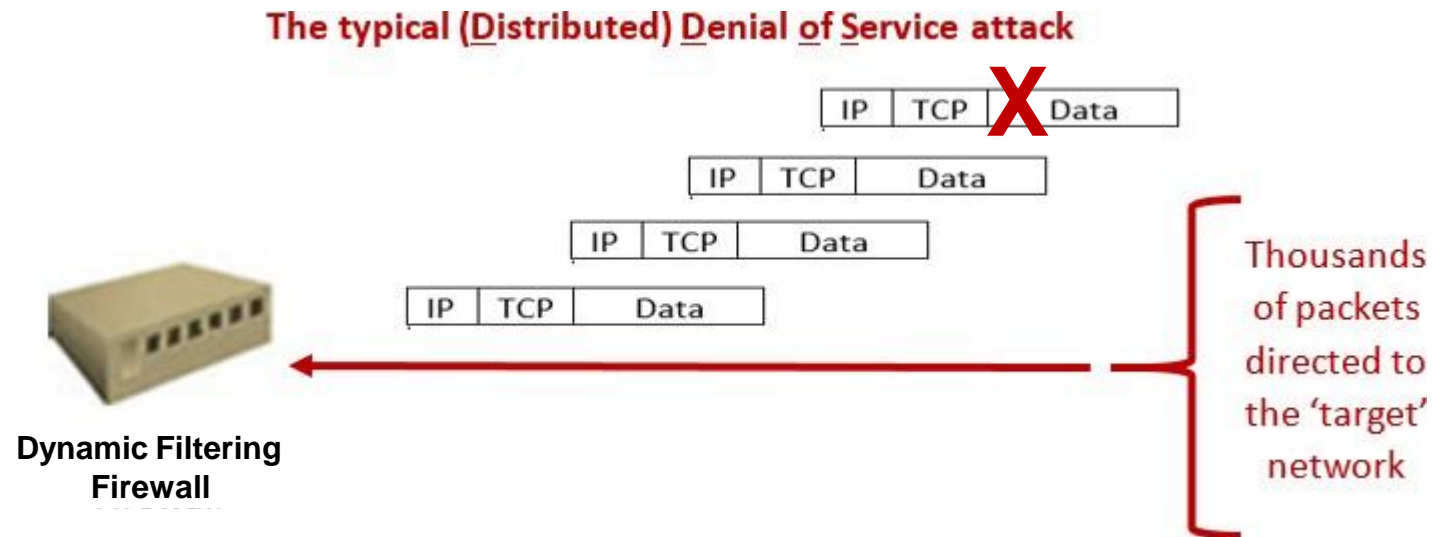 The typical (Distributed) Denial of Service attack
IP TCP X Data
IP TCP Data
IP TCP Data
IP TCP Data
Thousands
of packets
directed to
the ‘target’
network
Dynamic Filtering
Firewall